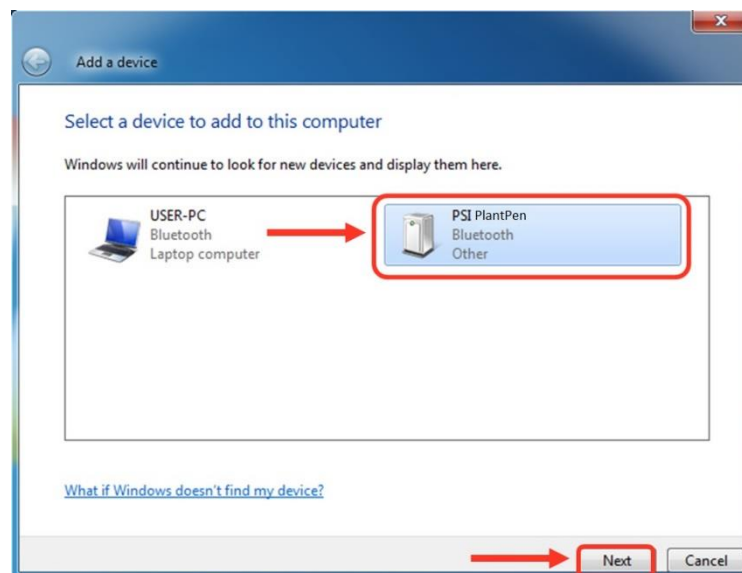 Add a device
Select a device to add to this computer
Windows will continue to look for new devices and display them here.
USER-PC
Bluetooth
Laptop computer
PSI PlantPen
Bluetooth
Other
What if Windows doesn't find my device?
Next
Cancel